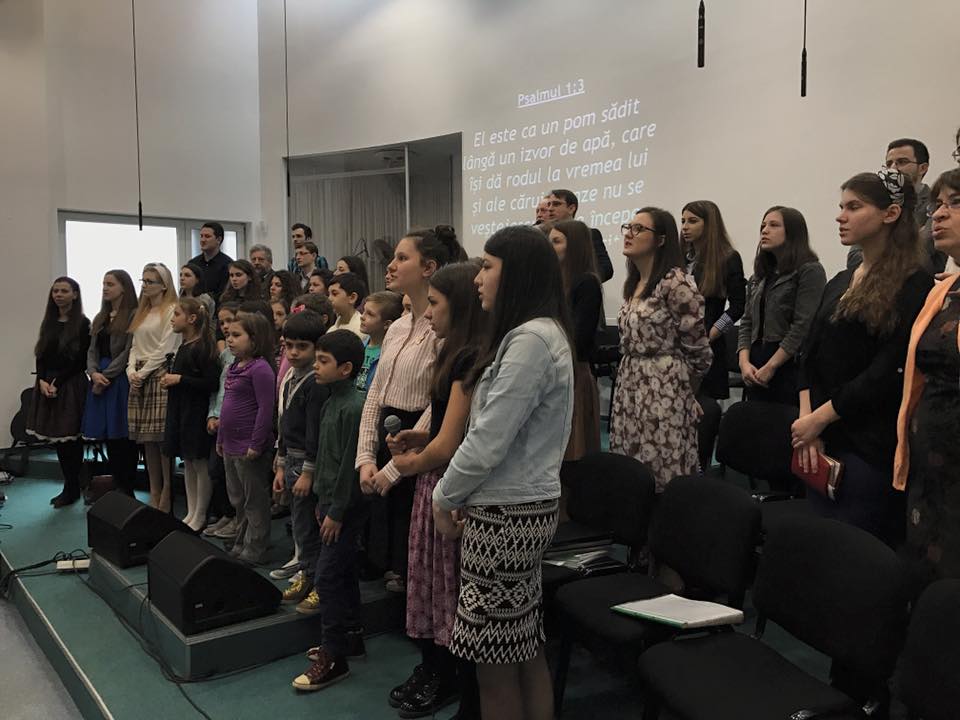 Psalmul 1:3
El este ca un pom sădit
lângă un izvor de apă, care
își dă rodul la vremea lui
și ale cărui nu se